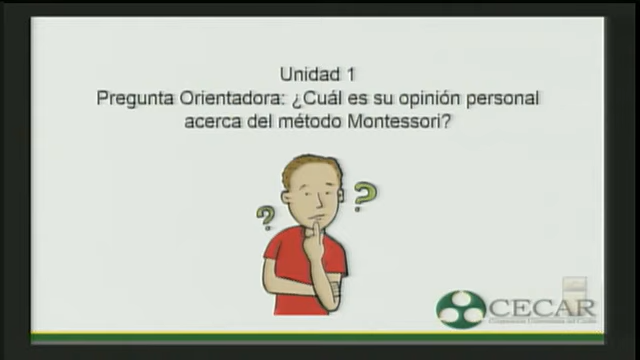 Unidad 1
Pregunta Orientadora: ¿Cuál es su opinión personal
acerca del método Montessori?
? ?
CECAR